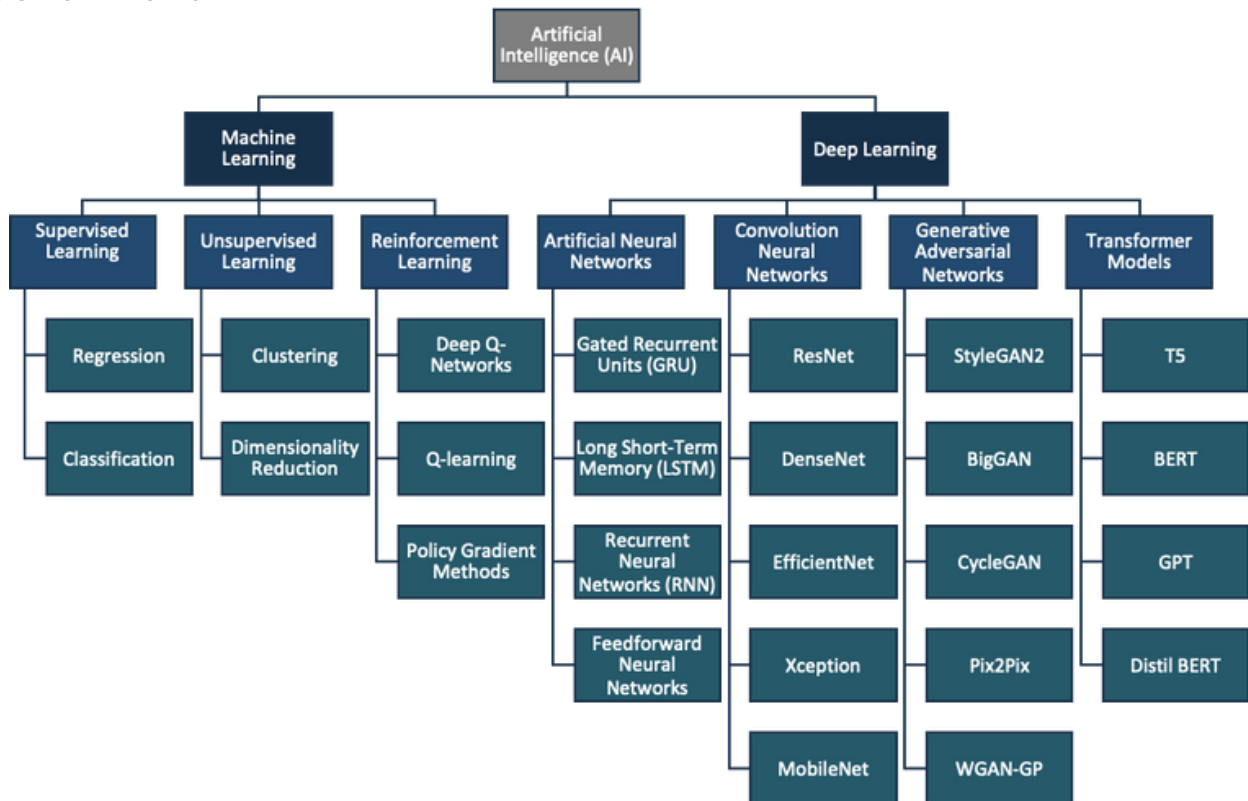 Artificial
Intelligence (AI)
Machine
Learning
Deep Learning
Supervised
Learning
Unsupervised
Learning
Reinforcement
Learning
Artificial Neural
Networks
Convolution
Neural
Networks
Generative
Adversarial
Networks
Transformer
Models
Regression
Clustering
Deep Q-
Networks
Gated Recurrent
Units (GRU)
ResNet
StyleGAN2
T5
Classification
Dimensionality
Reduction
Q-learning
Long Short-Term
Memory (LSTM)
DenseNet
BigGAN
BERT
Policy Gradient
Methods
Recurrent
Neural
Networks (RNN)
EfficientNet
CycleGAN
GPT
Feedforward
Neural
Networks
Xception
Pix2Pix
Distil BERT
MobileNet
WGAN-GP